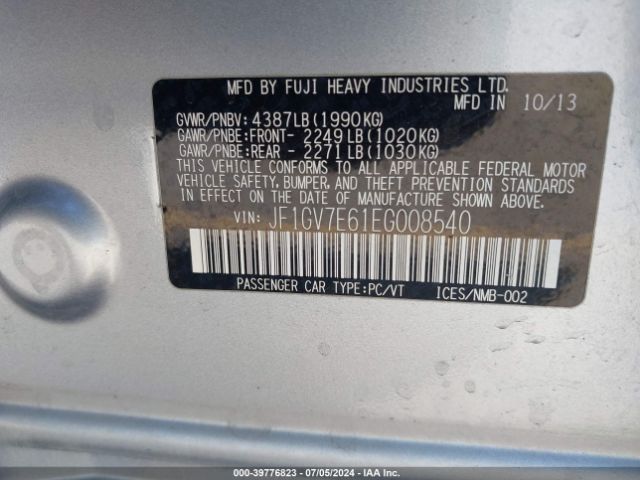 MFD BY FUJI HEAVY INDUSTRIES LTD.
MFD IN 10/13
GVWR/PNBV: 4387LB(1990KG)
GAWR/PNBE:FRONT- 2249LB(1020KG)
GAWR/PNBE:REAR - 2271LB(1030KG)
THIS VEHICLE CONFORMS TO ALL APPLICABLE FEDERAL MOTOR
VEHICLE SAFETY, BUMPER, AND THEFT PREVENTION STANDARDS
IN EFFECT ON THE DATE OF MANUFACTURE SHOWN ABOVE.
VIN: JF1GV7E61EG008540
PASSENGER CAR TYPE:PC/VT ICES/NMB-002
000-39776823 - 07/05/2024 - IAA Inc.